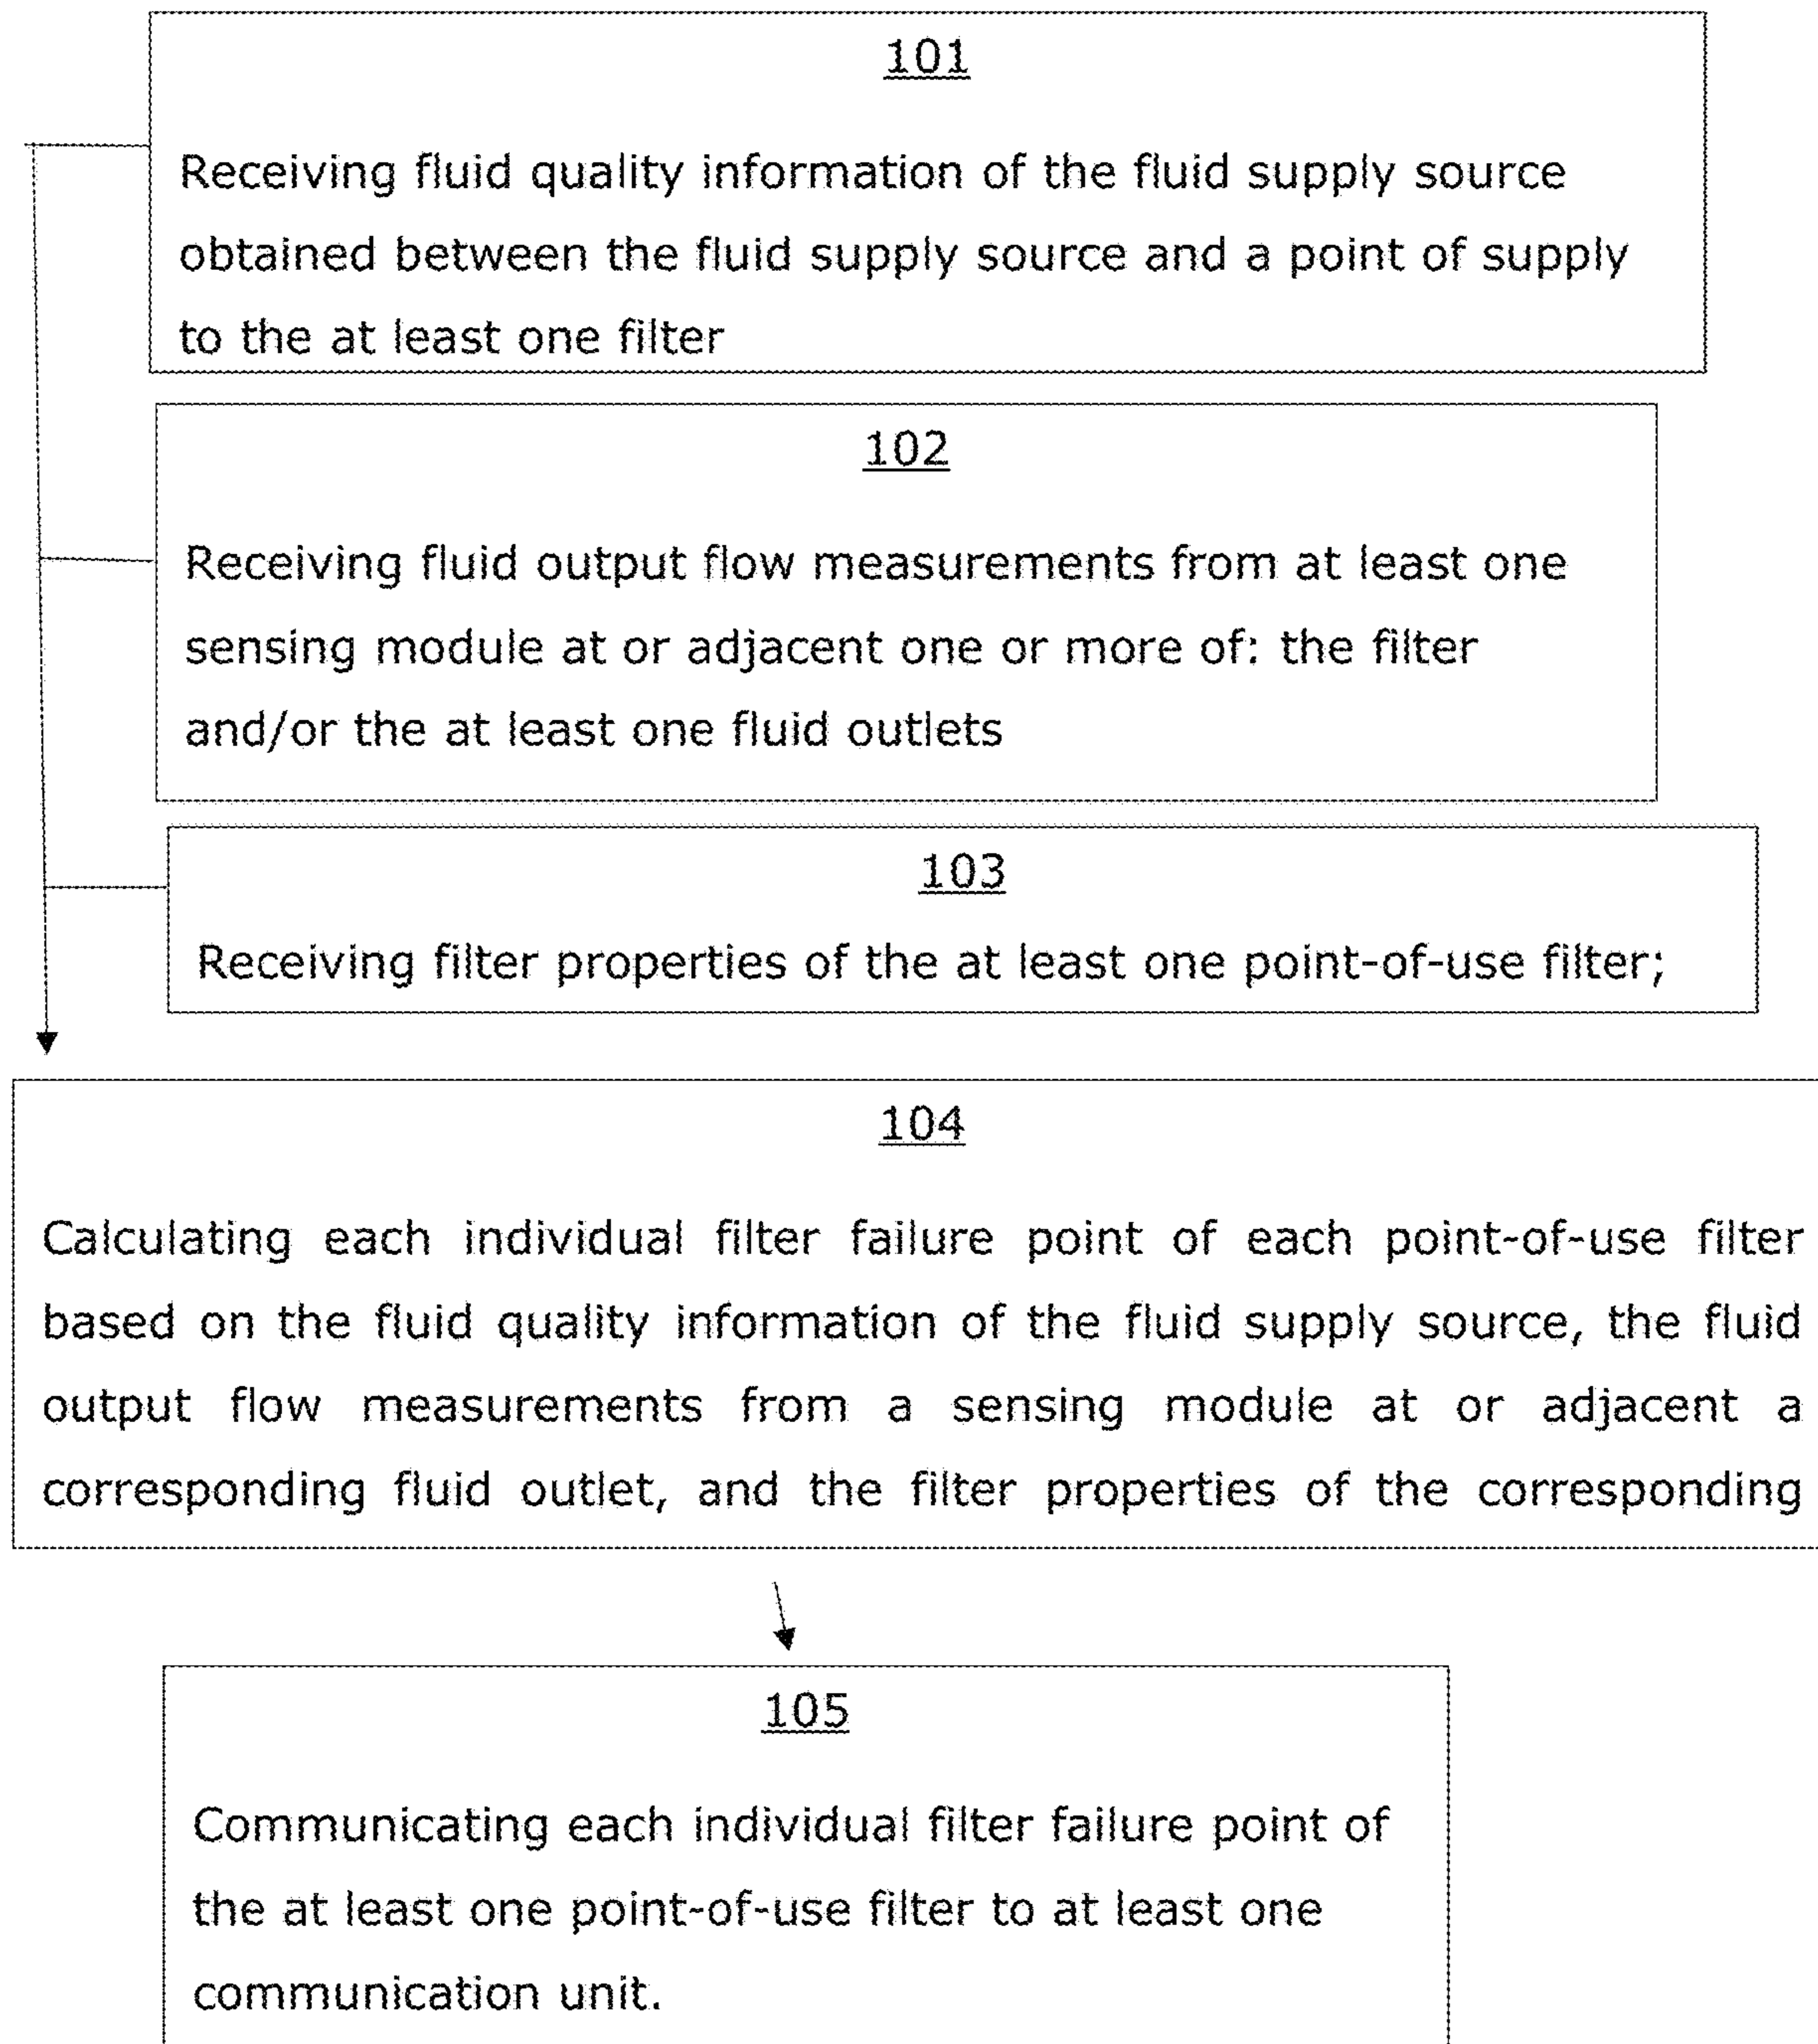 101
Receiving fluid quality information of the fluid supply source
obtained between the fluid supply source and a point of supply
to the at least one filter
102
Receiving fluid output flow measurements from at least one
sensing module at or adjacent one or more of: the filter
and/or the at least one fluid outlets
103
Receiving filter properties of the at least one point-of-use filter;
104
Calculating each individual filter failure point of each point-of-use filter
based on the fluid quality information of the fluid supply source, the fluid
output flow measurements from a sensing module at or adjacent a
corresponding fluid outlet, and the filter properties of the corresponding
105
Communicating each individual filter failure point of
the at least one point-of-use filter to at least one
communication unit.